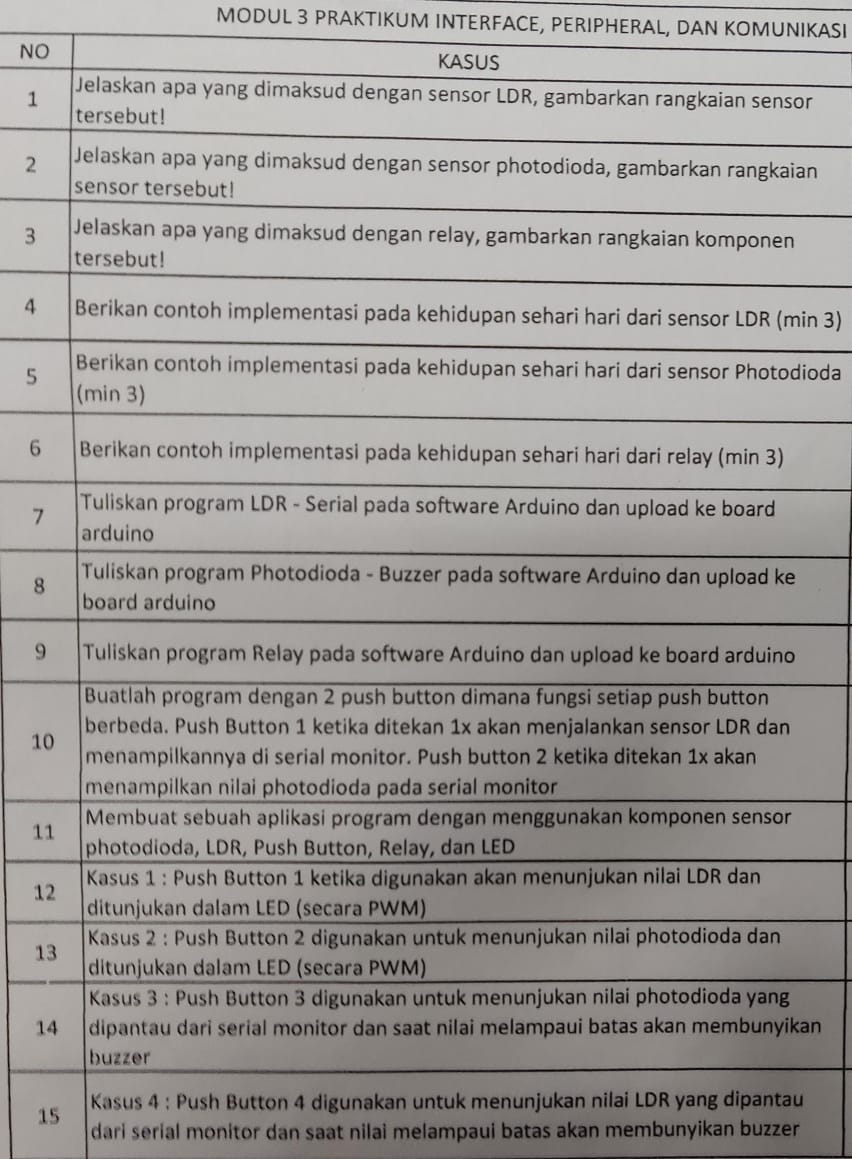 MODUL 3 PRAKTIKUM INTERFACE, PERIPHERAL, DAN KOMUNIKASI
NO
KASUS
1
Jelaskan apa yang dimaksud dengan sensor LDR, gambarkan rangkaian sensor
tersebut!
2
Jelaskan apa yang dimaksud dengan sensor photodioda, gambarkan rangkaian
sensor tersebut!
3
Jelaskan apa yang dimaksud dengan relay, gambarkan rangkaian komponen
tersebut!
4
Berikan contoh implementasi pada kehidupan sehari hari dari sensor LDR (min 3)
5
Berikan contoh implementasi pada kehidupan sehari hari dari sensor Photodioda
(min 3)
6
Berikan contoh implementasi pada kehidupan sehari hari dari relay (min 3)
7
Tuliskan program LDR - Serial pada software Arduino dan upload ke board
arduino
8
Tuliskan program Photodioda - Buzzer pada software Arduino dan upload ke
board arduino
9
Tuliskan program Relay pada software Arduino dan upload ke board arduino
10
Buatlah program dengan 2 push button dimana fungsi setiap push button
berbeda. Push Button 1 ketika ditekan 1x akan menjalankan sensor LDR dan
menampilkannya di serial monitor. Push button 2 ketika ditekan 1x akan
menampilkan nilai photodioda pada serial monitor
11
Membuat sebuah aplikasi program dengan menggunakan komponen sensor
photodioda, LDR, Push Button, Relay, dan LED
12
Kasus 1 : Push Button 1 ketika digunakan akan menunjukan nilai LDR dan
ditunjukan dalam LED (secara PWM)
13
Kasus 2 : Push Button 2 digunakan untuk menunjukan nilai photodioda dan
ditunjukan dalam LED (secara PWM)
14
Kasus 3 : Push Button 3 digunakan untuk menunjukan nilai photodioda yang
dipantau dari serial monitor dan saat nilai melampaui batas akan membunyikan
buzzer
15
Kasus 4 : Push Button 4 digunakan untuk menunjukan nilai LDR yang dipantau
dari serial monitor dan saat nilai melampaui batas akan membunyikan buzzer